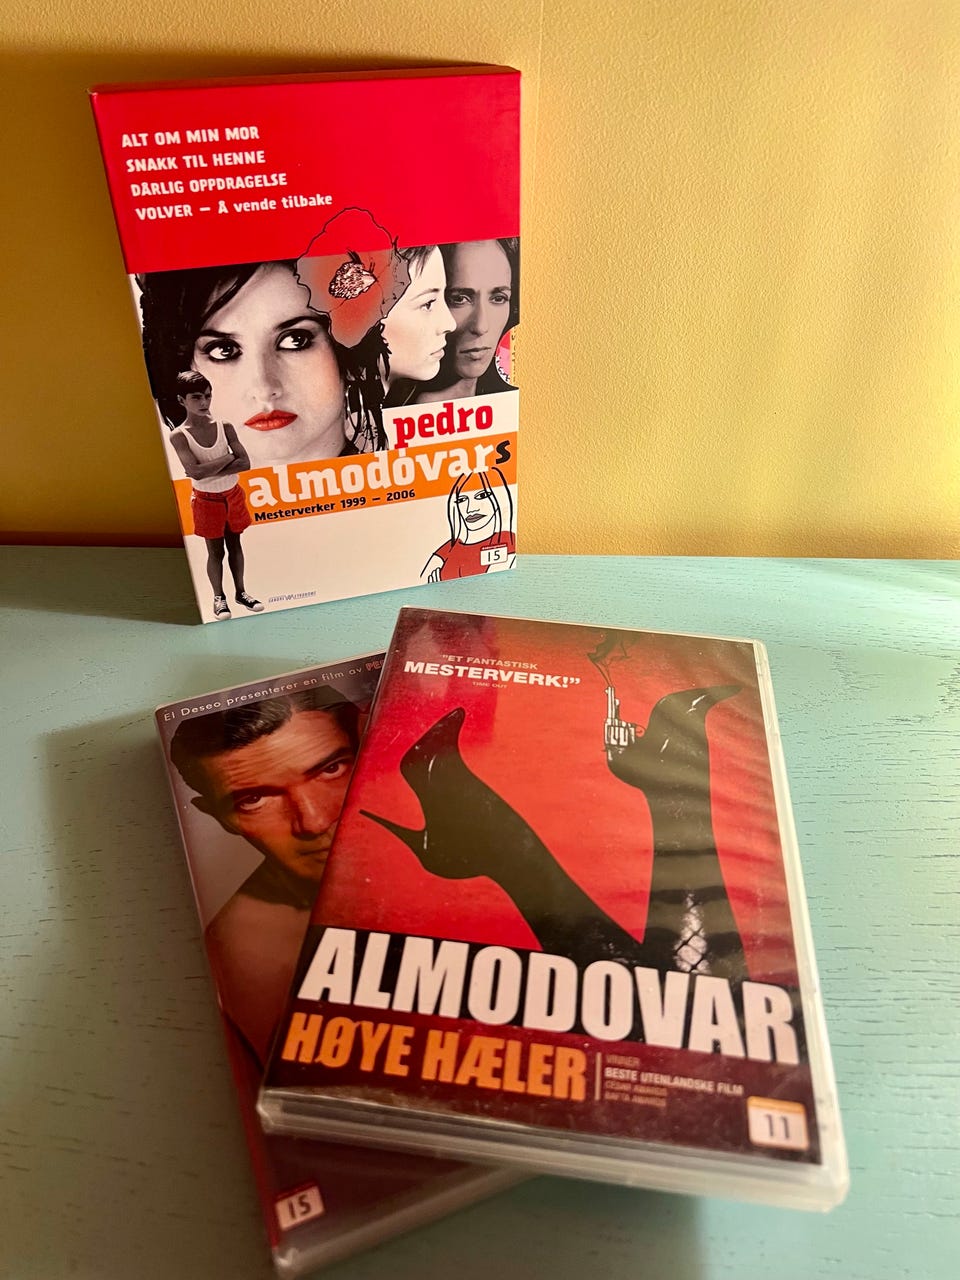 ALT OM MIN MOR
SNAKK TIL HENNE
DÅRLIG OPPDRAGELSE
VOLVER – Å vende tilbake
pedro
almodóvars
Mesterverker 1999 – 2006
15
SANDREW METRONOME
El Deseo presenterer en film av
15
"ET FANTASTISK
MESTERVERK!"
TIME OUT
ALMODOVAR
HØYE HÆLER
VINNER
BESTE UTENLANDSKE FILM
CESAR AWARDS
BAFTA AWARDS
11